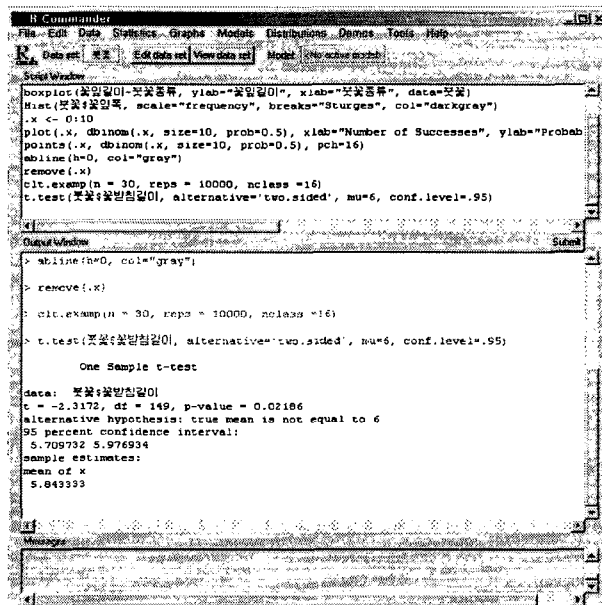 R Commander
File Edit Data Statistics Graphs Models Distributions Demos Tools Help
Data set: 붓꽃 Edit data set View data set Model: <No active model>
Script Window
boxplot(꽃잎길이~붓꽃종류, ylab="꽃잎길이", xlab="붓꽃종류", data=붓꽃)
Hist(붓꽃$꽃잎폭, scale="frequency", breaks="Sturges", col="darkgray")
.x <- 0:10
plot(.x, dbinom(.x, size=10, prob=0.5), xlab="Number of Successes", ylab="Probab
points(.x, dbinom(.x, size=10, prob=0.5), pch=16)
abline(h=0, col="gray")
remove(.x)
clt.examp(n = 30, reps = 10000, nclass =16)
t.test(붓꽃$꽃받침길이, alternative='two.sided', mu=6, conf.level=.95)
Output Window Submit
> abline(h=0, col="gray")
> remove(.x)
> clt.examp(n = 30, reps = 10000, nclass =16)
> t.test(붓꽃$꽃받침길이, alternative='two.sided', mu=6, conf.level=.95)
One Sample t-test
data: 붓꽃$꽃받침길이
t = -2.3172, df = 149, p-value = 0.02186
alternative hypothesis: true mean is not equal to 6
95 percent confidence interval:
5.709732 5.976934
sample estimates:
mean of x
5.843333
Messages